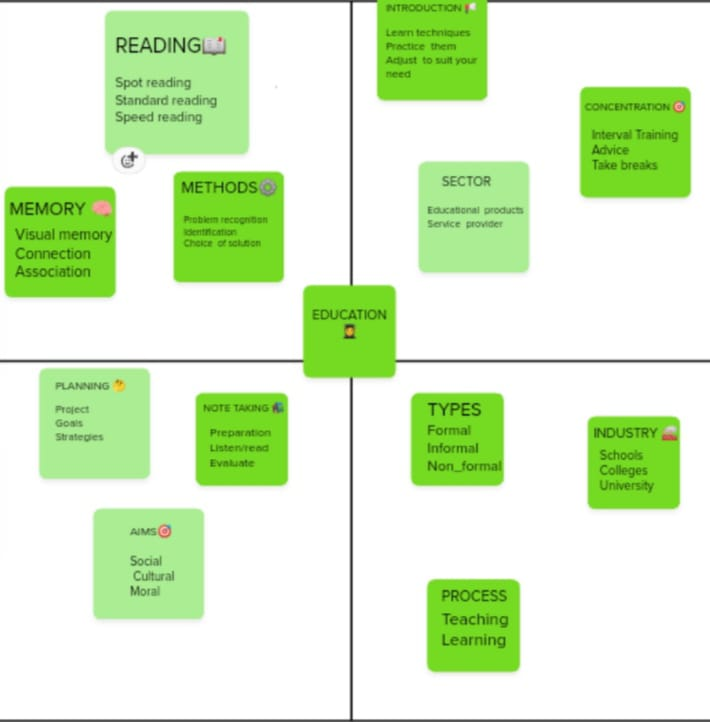 READING
Spot reading
Standard reading
Speed reading
MEMORY
Visual memory
Connection
Association
METHODS
Problem recognition
Identification
Choice of solution
INTRODUCTION
Learn techniques
Practice them
Adjust to suit your
need
CONCENTRATION
Interval Training
Advice
Take breaks
SECTOR
Educational products
Service provider
EDUCATION
PLANNING
Project
Goals
Strategies
NOTE TAKING
Preparation
Listen/read
Evaluate
AIMS
Social
Cultural
Moral
TYPES
Formal
Informal
Non_formal
INDUSTRY
Schools
Colleges
University
PROCESS
Teaching
Learning